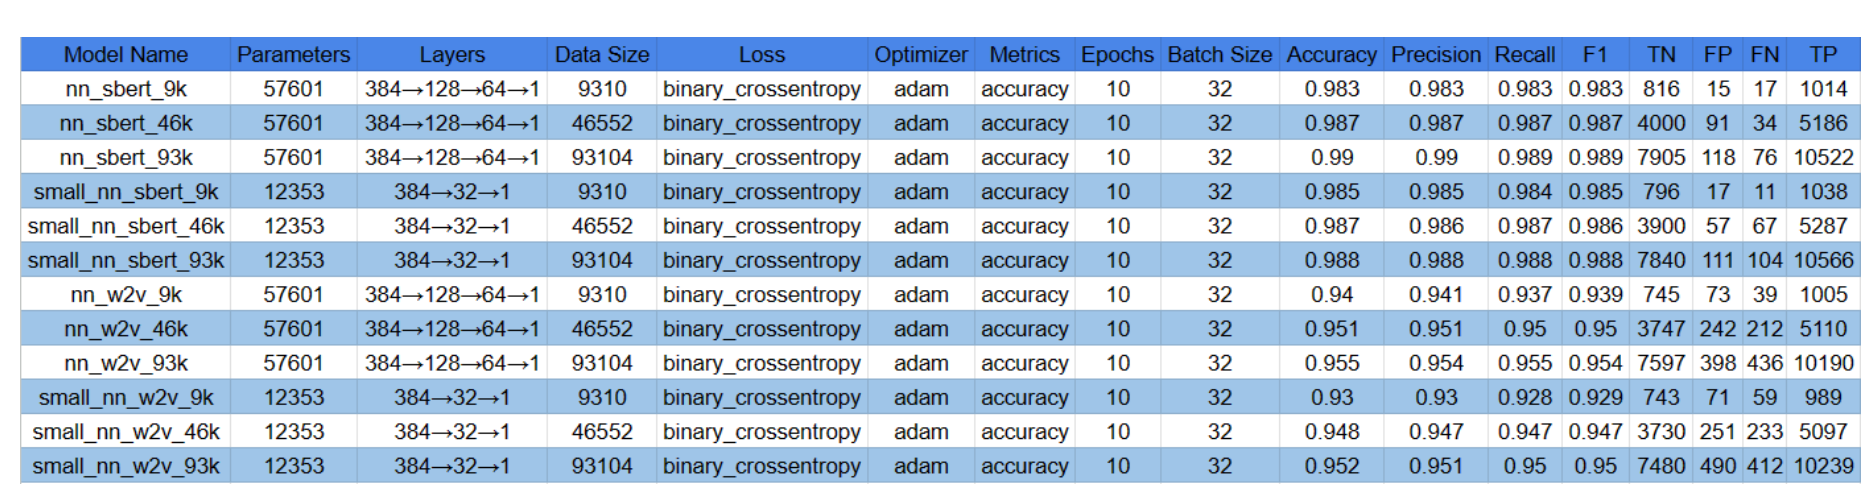 Model Name Parameters Layers Data Size Loss Optimizer Metrics Epochs Batch Size Accuracy Precision Recall F1 TN FP FN TP
nn_sbert_9k 57601 384→128→64→1 9310 binary_crossentropy adam accuracy 10 32 0.983 0.983 0.983 0.983 816 15 17 1014
nn_sbert_46k 57601 384→128→64→1 46552 binary_crossentropy adam accuracy 10 32 0.987 0.987 0.987 0.987 4000 91 34 5186
nn_sbert_93k 57601 384→128→64→1 93104 binary_crossentropy adam accuracy 10 32 0.99 0.99 0.989 0.989 7905 118 76 10522
small_nn_sbert_9k 12353 384→32→1 9310 binary_crossentropy adam accuracy 10 32 0.985 0.985 0.984 0.985 796 17 11 1038
small_nn_sbert_46k 12353 384→32→1 46552 binary_crossentropy adam accuracy 10 32 0.987 0.986 0.987 0.986 3900 57 67 5287
small_nn_sbert_93k 12353 384→32→1 93104 binary_crossentropy adam accuracy 10 32 0.988 0.988 0.988 0.988 7840 111 104 10566
nn_w2v_9k 57601 384→128→64→1 9310 binary_crossentropy adam accuracy 10 32 0.94 0.941 0.937 0.939 745 73 39 1005
nn_w2v_46k 57601 384→128→64→1 46552 binary_crossentropy adam accuracy 10 32 0.951 0.951 0.95 0.95 3747 242 212 5110
nn_w2v_93k 57601 384→128→64→1 93104 binary_crossentropy adam accuracy 10 32 0.955 0.954 0.955 0.954 7597 398 436 10190
small_nn_w2v_9k 12353 384→32→1 9310 binary_crossentropy adam accuracy 10 32 0.93 0.93 0.928 0.929 743 71 59 989
small_nn_w2v_46k 12353 384→32→1 46552 binary_crossentropy adam accuracy 10 32 0.948 0.947 0.947 0.947 3730 251 233 5097
small_nn_w2v_93k 12353 384→32→1 93104 binary_crossentropy adam accuracy 10 32 0.952 0.951 0.95 0.95 7480 490 412 10239